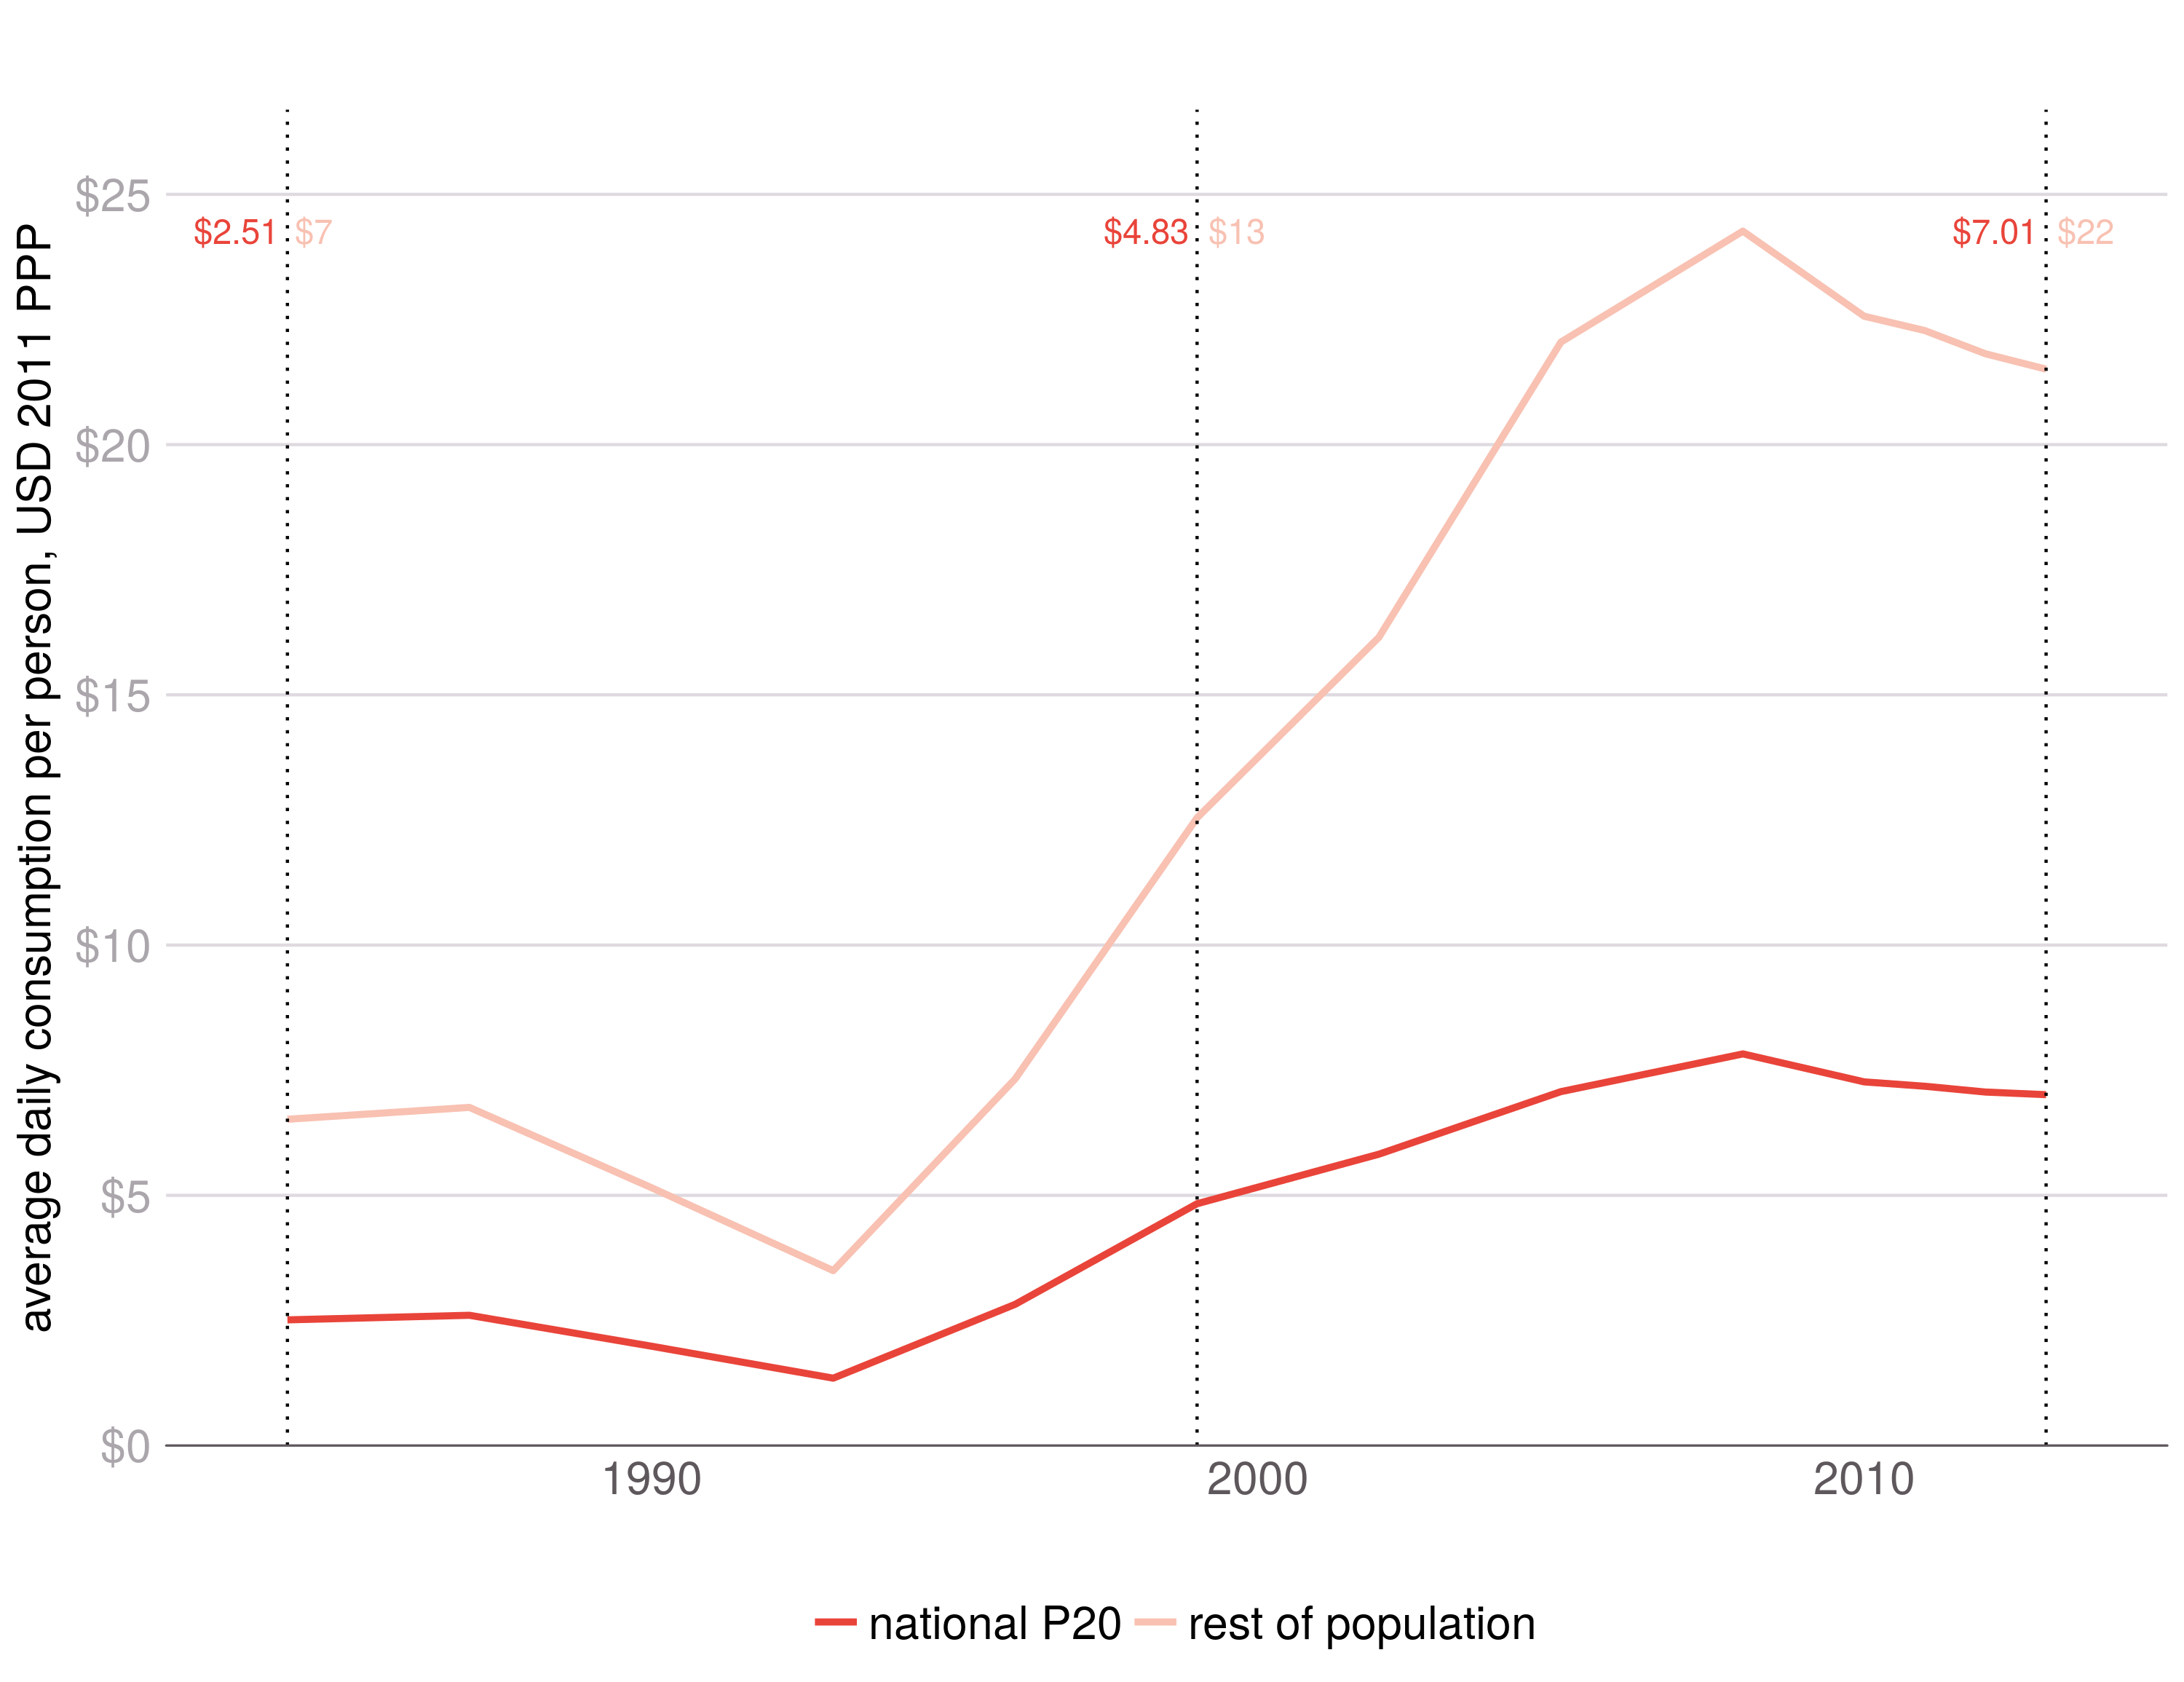 average daily consumption per person, USD 2011 PPP
$25
$2.51 $7 $4.83 $13 $7.01 $22
$20
$15
$10
$5
$0
1990 2000 2010
national P20 rest of population